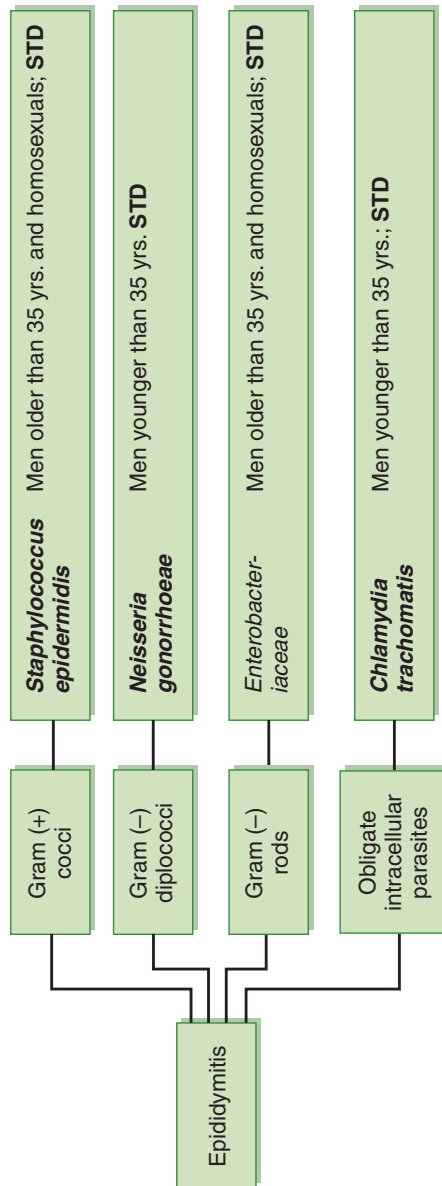 Epididymitis
Gram (+)
cocci
Staphylococcus
epidermidis
Men older than 35 yrs. and homosexuals; STD
Gram (−)
diplococci
Neisseria
gonorrhoeae
Men younger than 35 yrs. STD
Gram (−)
rods
Enterobacter-
iaceae
Men older than 35 yrs. and homosexuals; STD
Obligate
intracellular
parasites
Chlamydia
trachomatis
Men younger than 35 yrs.; STD